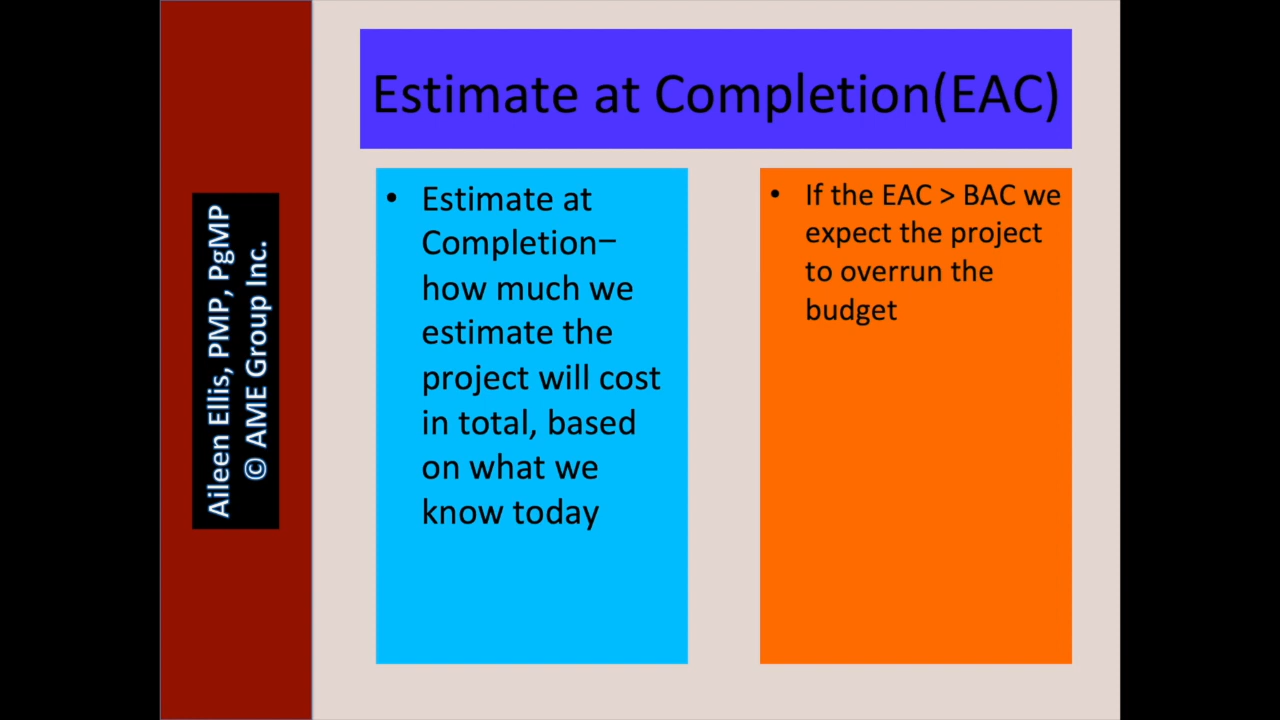 Estimate at Completion(EAC)
• Estimate at
Completion–
how much we
estimate the
project will cost
in total, based
on what we
know today
• If the EAC > BAC we
expect the project
to overrun the
budget
Aileen Ellis, PMP, PgMP
© AME Group Inc.